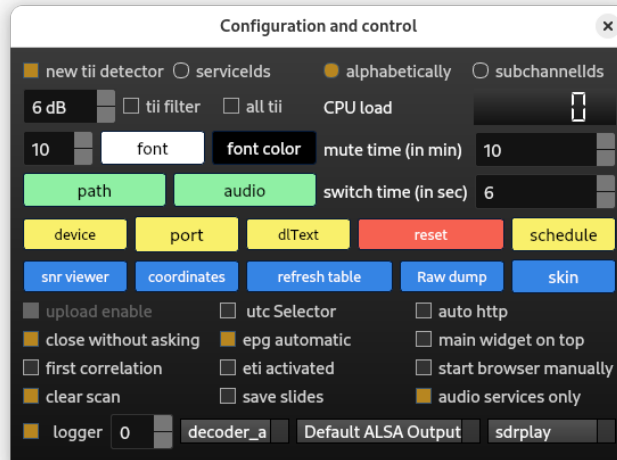 Configuration and control
new tii detector serviceIds alphabetically subchannelIds
6 dB tii filter all tii CPU load 0
10 font font color mute time (in min) 10
path audio switch time (in sec) 6
device port dlText reset schedule
snr viewer coordinates refresh table Raw dump skin
upload enable utc Selector auto http
close without asking epg automatic main widget on top
first correlation eti activated start browser manually
clear scan save slides audio services only
logger 0 decoder_a Default ALSA Output sdrplay